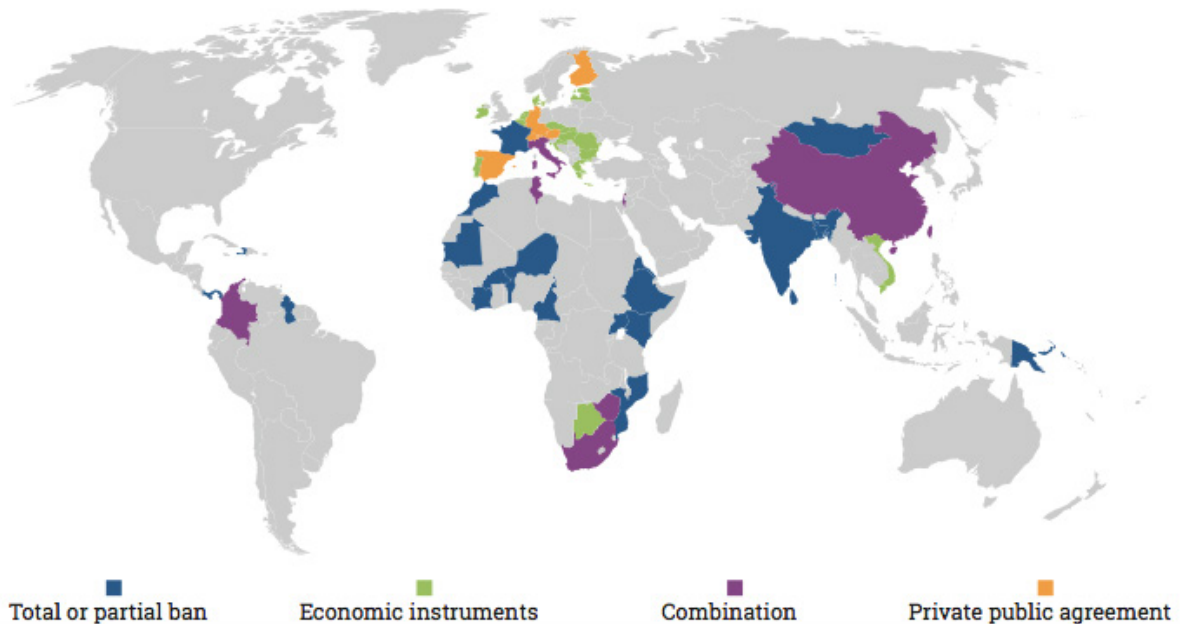 Total or partial ban
Economic instruments
Combination
Private public agreement